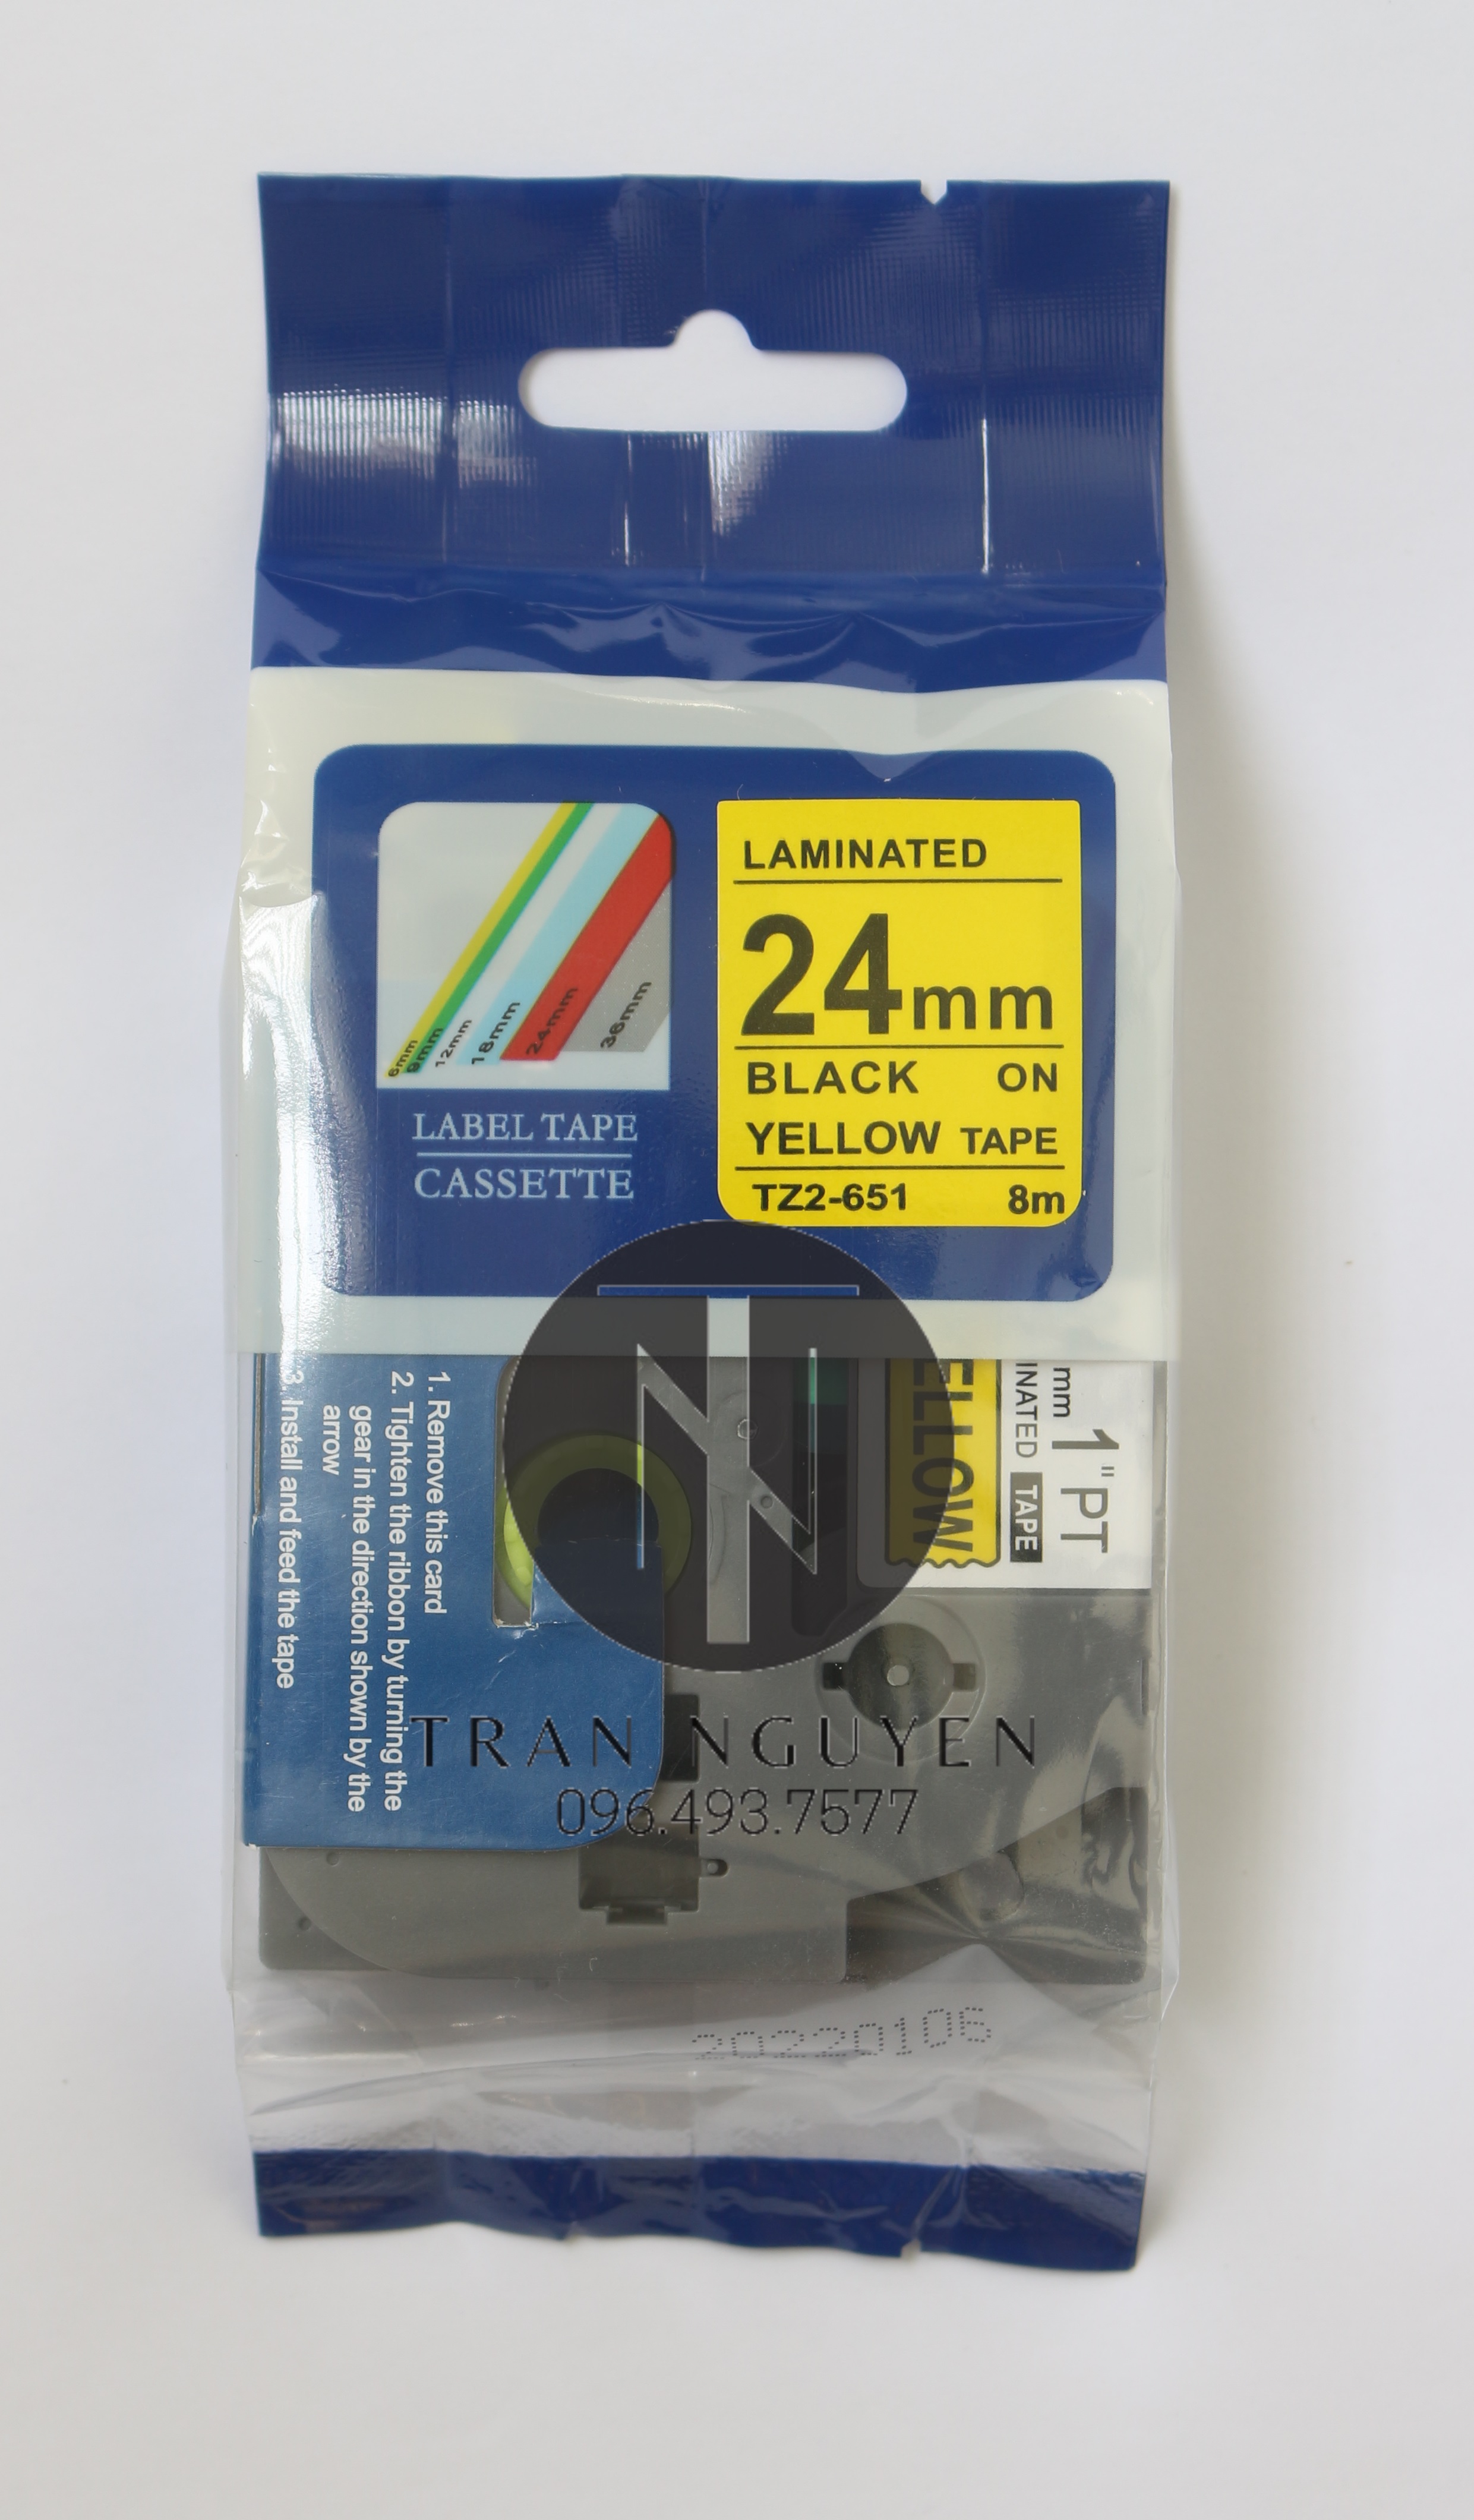 6mm
9mm
12mm
18mm
24mm
36mm
LABEL TAPE
CASSETTE
LAMINATED
24mm
BLACK ON
YELLOW TAPE
TZ2-651 8m
1. Remove this card
2. Tighten the ribbon by turning the
gear in the direction shown by the
arrow
3. Install and feed the tape
mm 1" PT
INATED TAPE
ELLOW
TN
TRAN NGUYEN
096.493.7577
20220106